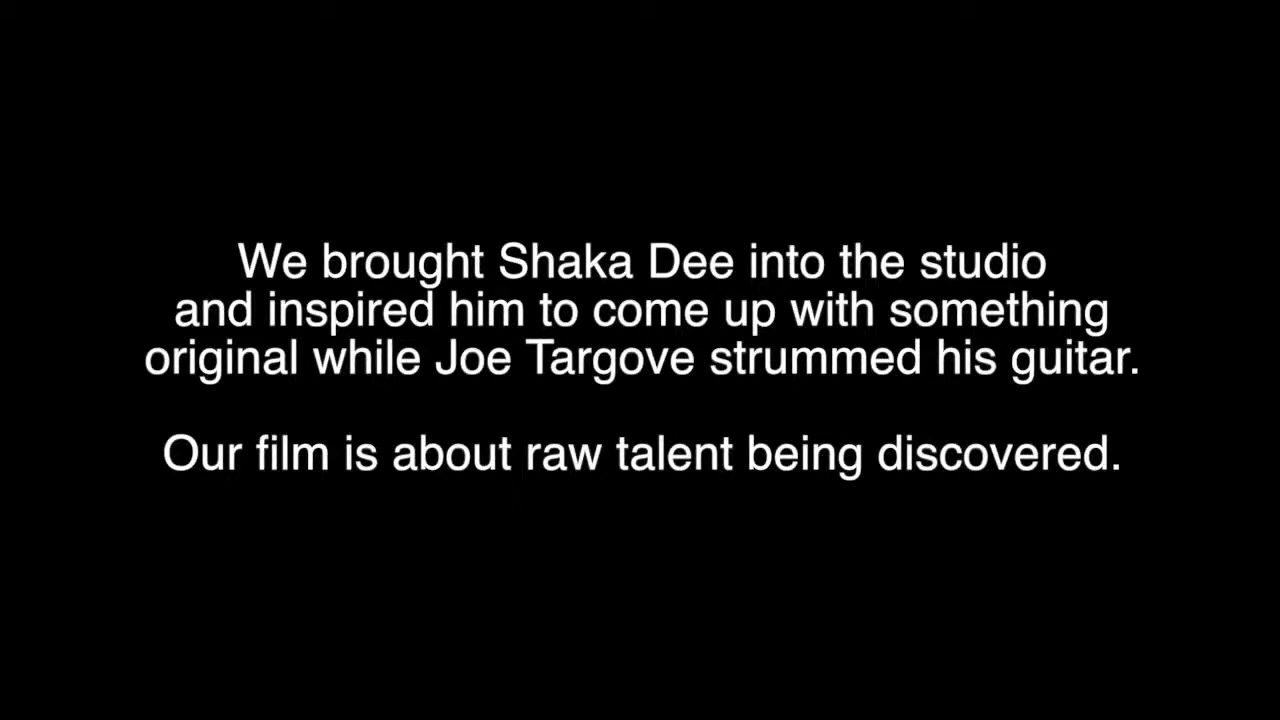 We brought Shaka Dee into the studio
and inspired him to come up with something
original while Joe Targove strummed his guitar.
Our film is about raw talent being discovered.